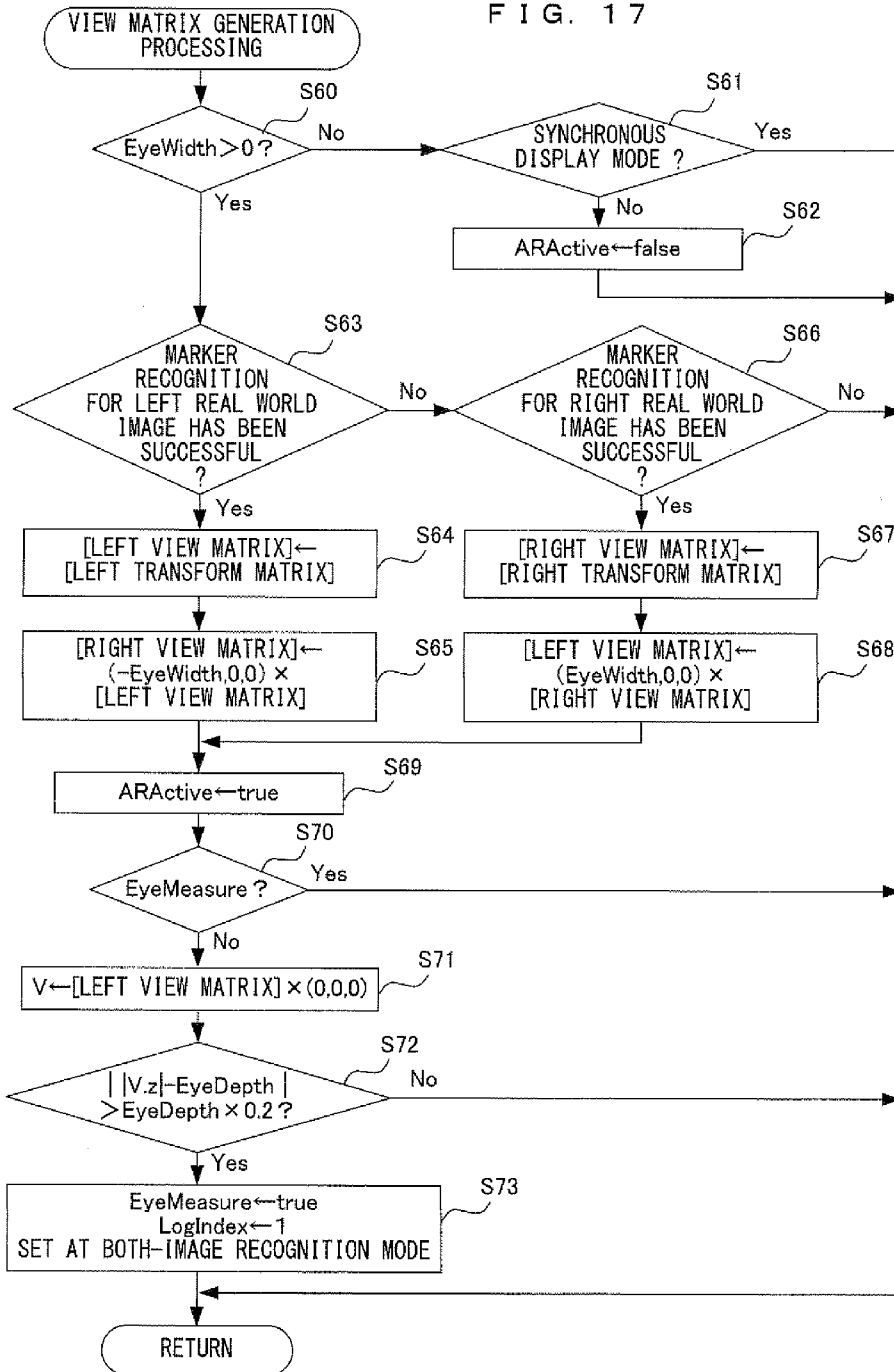 FIG. 17
VIEW MATRIX GENERATION
PROCESSING
S60
EyeWidth>0?
No
Yes
S61
SYNCHRONOUS
DISPLAY MODE ?
Yes
No
S62
ARActive←false
S63
MARKER
RECOGNITION
FOR LEFT REAL WORLD
IMAGE HAS BEEN
SUCCESSFUL
?
No
Yes
S66
MARKER
RECOGNITION
FOR RIGHT REAL WORLD
IMAGE HAS BEEN
SUCCESSFUL
?
No
Yes
S64
[LEFT VIEW MATRIX]←
[LEFT TRANSFORM MATRIX]
S67
[RIGHT VIEW MATRIX]←
[RIGHT TRANSFORM MATRIX]
S65
[RIGHT VIEW MATRIX]←
(-EyeWidth,0,0)×
[LEFT VIEW MATRIX]
S68
[LEFT VIEW MATRIX]←
(EyeWidth,0,0)×
[RIGHT VIEW MATRIX]
S69
ARActive←true
S70
EyeMeasure?
Yes
No
S71
V←[LEFT VIEW MATRIX]×(0,0,0)
S72
| |V.z|-EyeDepth |
>EyeDepth×0.2?
No
Yes
S73
EyeMeasure←true
LogIndex←1
SET AT BOTH-IMAGE RECOGNITION MODE
RETURN